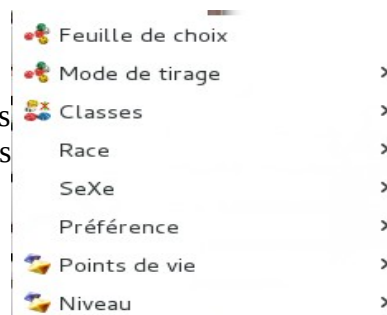 Feuille de choix
Mode de tirage
Classes
Race
SeXe
Préférence
Points de vie
Niveau